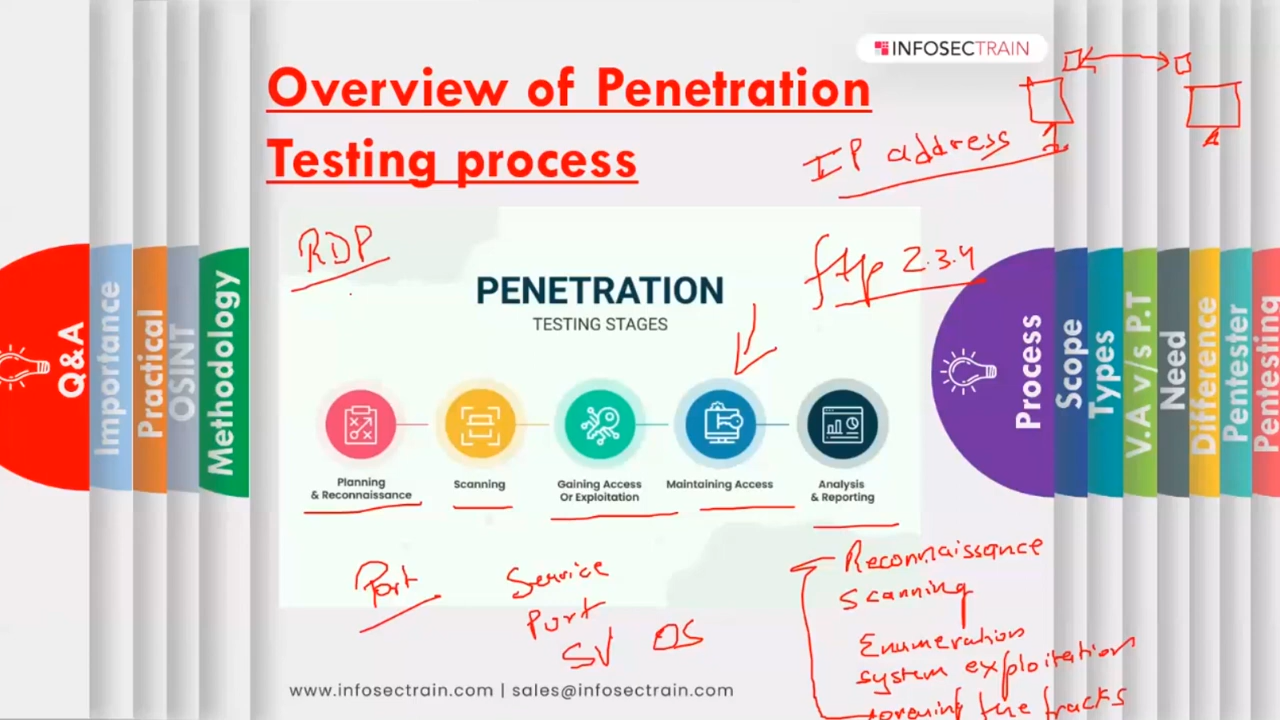 INFOSECTRAIN
Overview of Penetration
Testing process
IP address
RDP
ftp 2.3.4
PENETRATION
TESTING STAGES
Planning
& Reconnaissance
Scanning
Gaining Access
Or Exploitation
Maintaining Access
Analysis
& Reporting
Port
Service
Port
SV OS
Reconnaissance
Scanning
Enumeration
system exploitation
the tracks
www.infosectrain.com | sales@infosectrain.com
Q&A
Importance
Practical
OSINT
Methodology
Process
Scope
Types
V.A v/s P.T
Need
Difference
Pentester
Pentesting